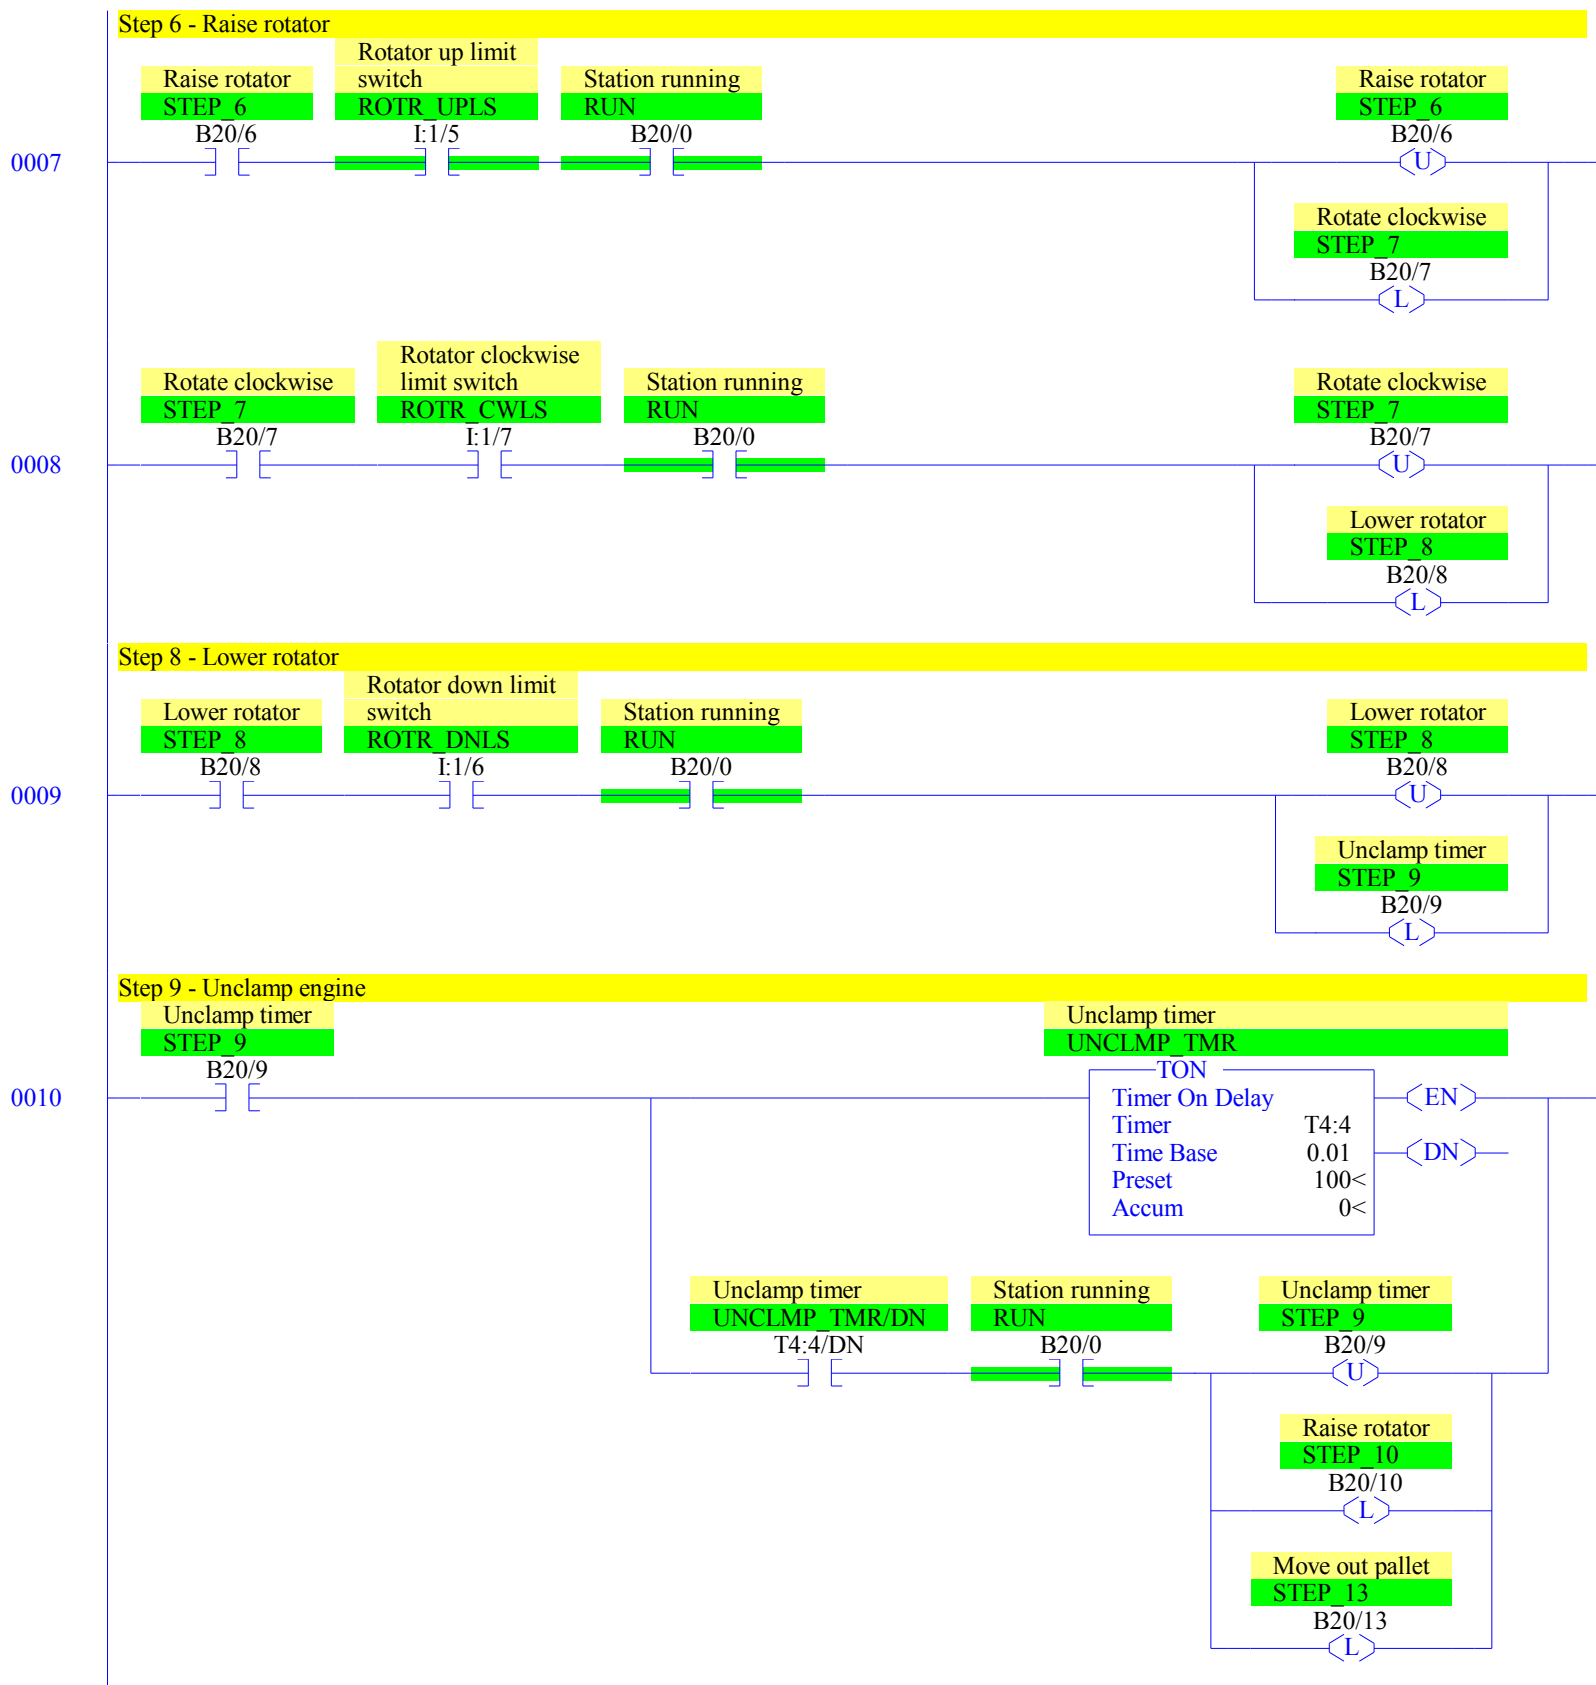 Step 6 - Raise rotator
Raise rotator
STEP_6
B20/6
Rotator up limit
switch
ROTR_UPLS
I:1/5
Station running
RUN
B20/0
Raise rotator
STEP_6
B20/6
0007
U
Rotate clockwise
STEP_7
B20/7
L
Rotate clockwise
STEP_7
B20/7
Rotator clockwise
limit switch
ROTR_CWLS
I:1/7
Station running
RUN
B20/0
Rotate clockwise
STEP_7
B20/7
0008
U
Lower rotator
STEP_8
B20/8
L
Step 8 - Lower rotator
Lower rotator
STEP_8
B20/8
Rotator down limit
switch
ROTR_DNLS
I:1/6
Station running
RUN
B20/0
Lower rotator
STEP_8
B20/8
0009
U
Unclamp timer
STEP_9
B20/9
L
Step 9 - Unclamp engine
Unclamp timer
STEP_9
B20/9
Unclamp timer
UNCLMP_TMR
0010
TON
Timer On Delay
Timer T4:4
Time Base 0.01
Preset 100<
Accum 0<
EN
DN
Unclamp timer
UNCLMP_TMR/DN
T4:4/DN
Station running
RUN
B20/0
Unclamp timer
STEP_9
B20/9
U
Raise rotator
STEP_10
B20/10
L
Move out pallet
STEP_13
B20/13
L